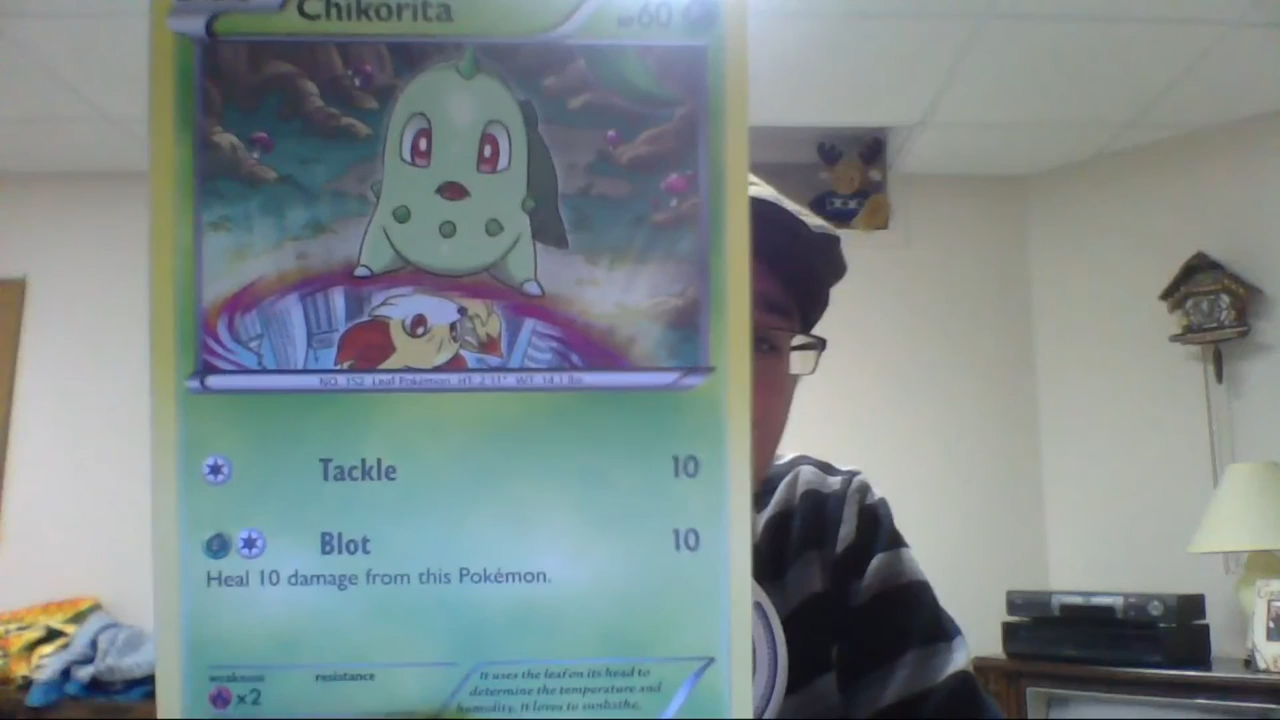 Chikorita
HP60
NO. 152 Leaf Pokémon HT. 2'11" WT. 14.1 lbs.
Tackle 10
Blot 10
Heal 10 damage from this Pokémon.
weakness resistance
×2
It uses the leaf on its head to
determine the temperature and
humidity. It loves to sunbathe.